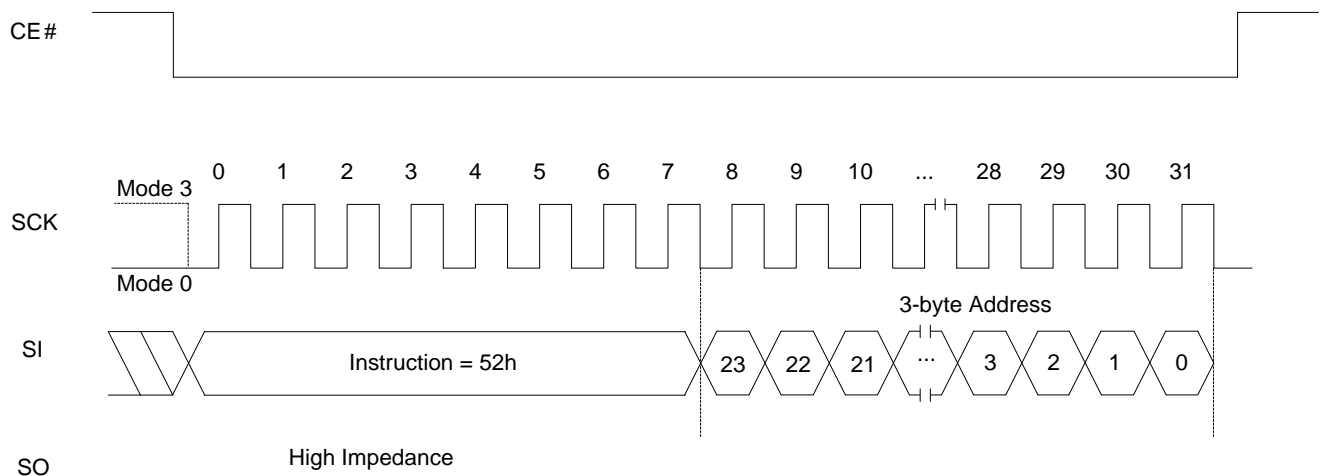 CE#
0 1 2 3 4 5 6 7 8 9 10 ... 28 29 30 31
Mode 3
SCK
Mode 0
3-byte Address
SI
Instruction = 52h 23 22 21 ... 3 2 1 0
High Impedance
SO